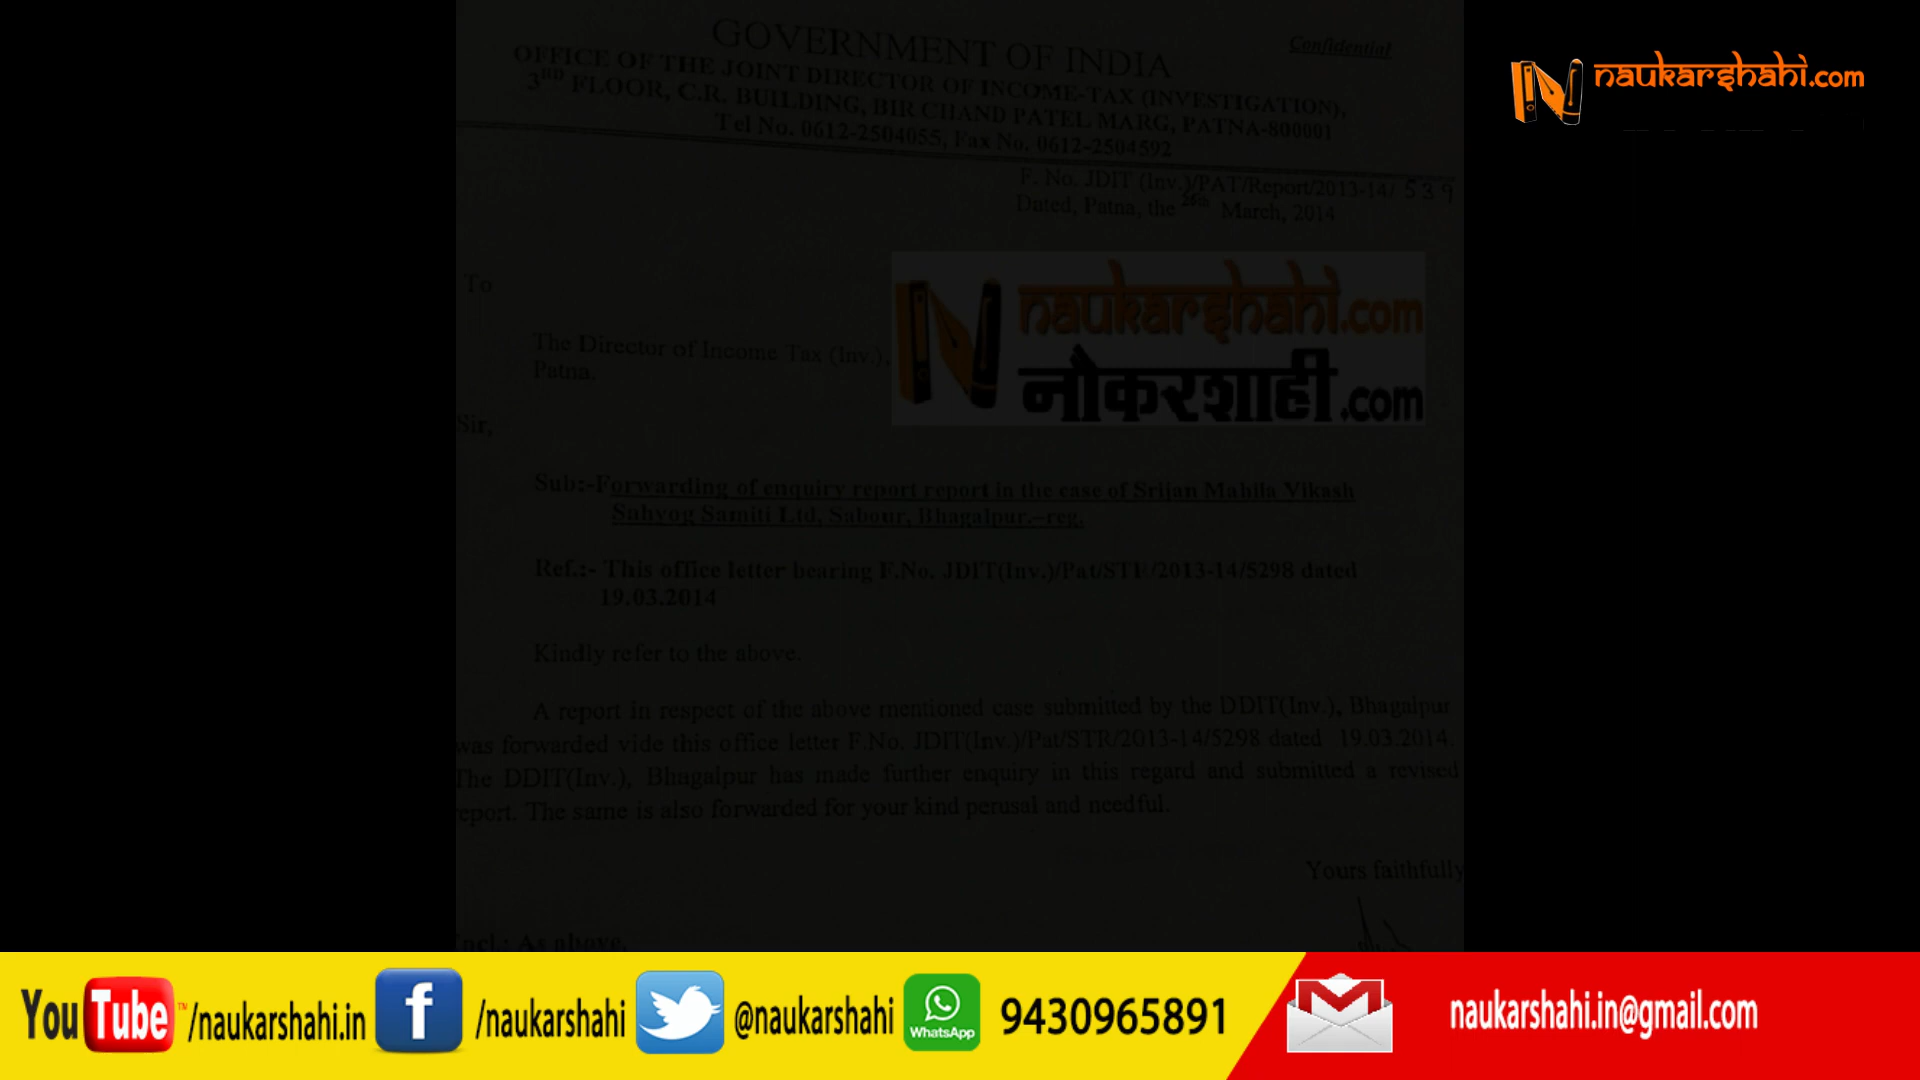 GOVERNMENT OF INDIA
Confidential
OFFICE OF THE JOINT DIRECTOR OF INCOME-TAX (INVESTIGATION),
3RD FLOOR, C.R. BUILDING, BIR CHAND PATEL MARG, PATNA-800001
Tel No. 0612-2504055, Fax No. 0612-2504592
naukarshahi.com
F. No. JDIT (Inv.)/PAT/Report/2013-14/ 539
Dated, Patna, the 26th March, 2014
To
naukarshahi.com
नौकरशाही.com
The Director of Income Tax (Inv.),
Patna.
Sir,
Sub:-Forwarding of enquiry report report in the case of Srijan Mahila Vikash
Sahyog Samiti Ltd, Sabour, Bhagalpur.–reg.
Ref.:- This office letter bearing F.No. JDIT(Inv.)/Pat/STR/2013-14/5298 dated
19.03.2014
Kindly refer to the above.
A report in respect of the above mentioned case submitted by the DDIT(Inv.), Bhagalpur
was forwarded vide this office letter F.No. JDIT(Inv.)/Pat/STR/2013-14/5298 dated 19.03.2014.
The DDIT(Inv.), Bhagalpur has made further enquiry in this regard and submitted a revised
report. The same is also forwarded for your kind perusal and needful.
Yours faithfully
Encl.: As above.
YouTube™ /naukarshahi.in f /naukarshahi @naukarshahi WhatsApp 9430965891 naukarshahi.in@gmail.com